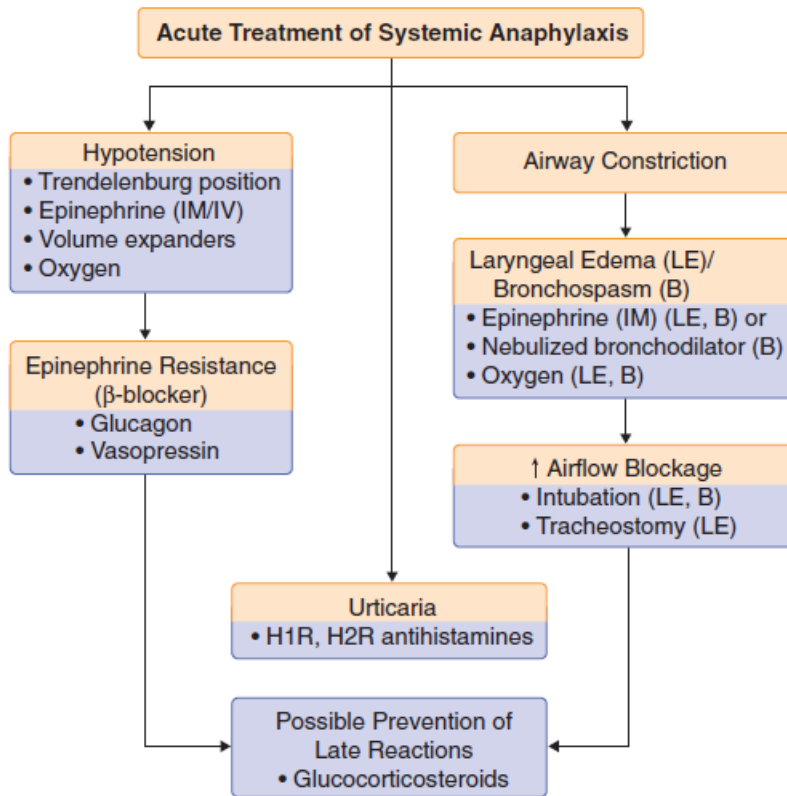 Acute Treatment of Systemic Anaphylaxis
Hypotension
• Trendelenburg position
• Epinephrine (IM/IV)
• Volume expanders
• Oxygen
Epinephrine Resistance
(β-blocker)
• Glucagon
• Vasopressin
Airway Constriction
Laryngeal Edema (LE)/
Bronchospasm (B)
• Epinephrine (IM) (LE, B) or
• Nebulized bronchodilator (B)
• Oxygen (LE, B)
↑ Airflow Blockage
• Intubation (LE, B)
• Tracheostomy (LE)
Urticaria
• H1R, H2R antihistamines
Possible Prevention of
Late Reactions
• Glucocorticosteroids